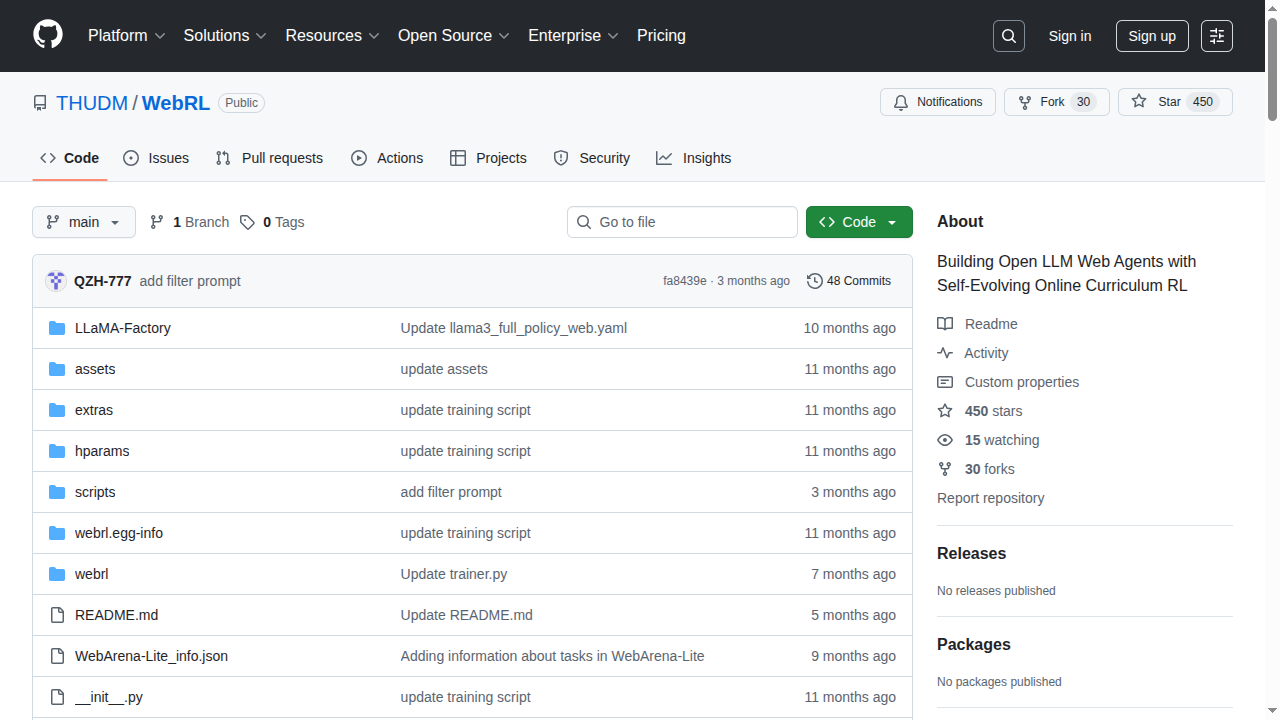 Platform Solutions Resources Open Source Enterprise Pricing Sign in Sign up
THUDM / WebRL Public Notifications Fork 30 Star 450
Code Issues Pull requests Actions Projects Security Insights
main 1 Branch 0 Tags Go to file Code
QZH-777 add filter prompt fa8439e · 3 months ago 48 Commits
LLaMA-Factory Update llama3_full_policy_web.yaml 10 months ago
assets update assets 11 months ago
extras update training script 11 months ago
hparams update training script 11 months ago
scripts add filter prompt 3 months ago
webrl.egg-info update training script 11 months ago
webrl Update trainer.py 7 months ago
README.md Update README.md 5 months ago
WebArena-Lite_info.json Adding information about tasks in WebArena-Lite 9 months ago
__init__.py update training script 11 months ago
About
Building Open LLM Web Agents with
Self-Evolving Online Curriculum RL
Readme
Activity
Custom properties
450 stars
15 watching
30 forks
Report repository
Releases
No releases published
Packages
No packages published